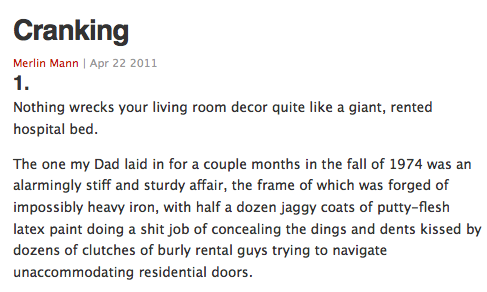 Cranking
Merlin Mann | Apr 22 2011
1.
Nothing wrecks your living room decor quite like a giant, rented
hospital bed.
The one my Dad laid in for a couple months in the fall of 1974 was an
alarmingly stiff and sturdy affair, the frame of which was forged of
impossibly heavy iron, with half a dozen jaggy coats of putty-flesh
latex paint doing a shit job of concealing the dings and dents kissed by
dozens of clutches of burly rental guys trying to navigate
unaccommodating residential doors.